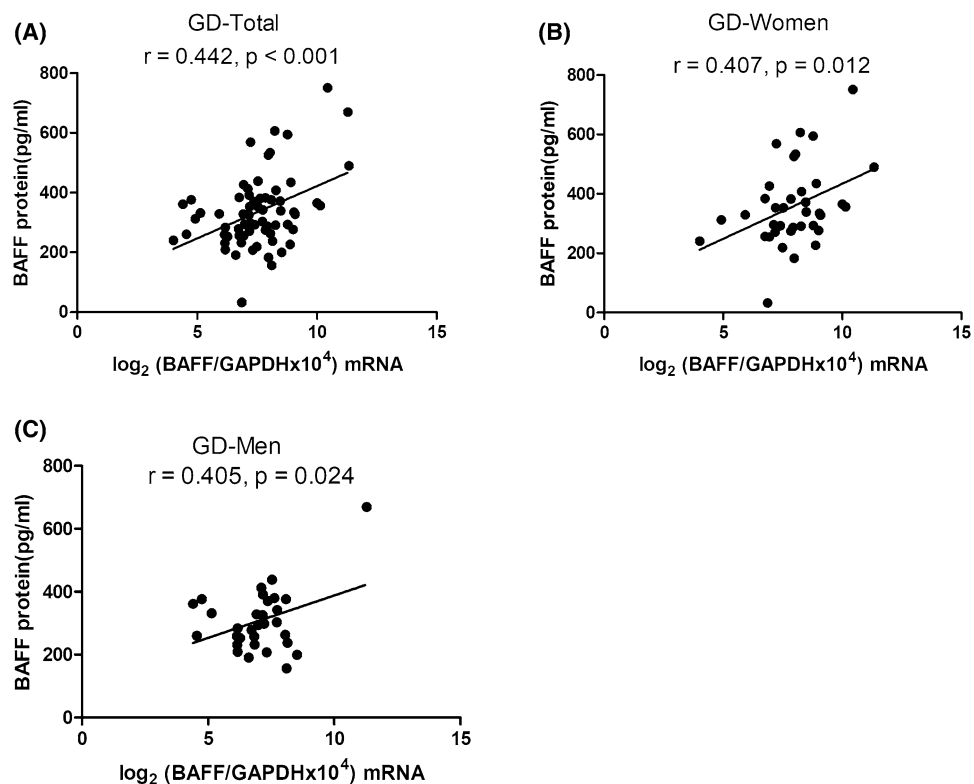 (A)
GD-Total
r = 0.442, p < 0.001
BAFF protein(pg/ml)
800
600
400
200
0
0 5 10 15
log₂ (BAFF/GAPDHx10⁴) mRNA
(B)
GD-Women
r = 0.407, p = 0.012
BAFF protein(pg/ml)
800
600
400
200
0
0 5 10 15
log₂ (BAFF/GAPDHx10⁴) mRNA
(C)
GD-Men
r = 0.405, p = 0.024
BAFF protein(pg/ml)
800
600
400
200
0
0 5 10 15
log₂ (BAFF/GAPDHx10⁴) mRNA